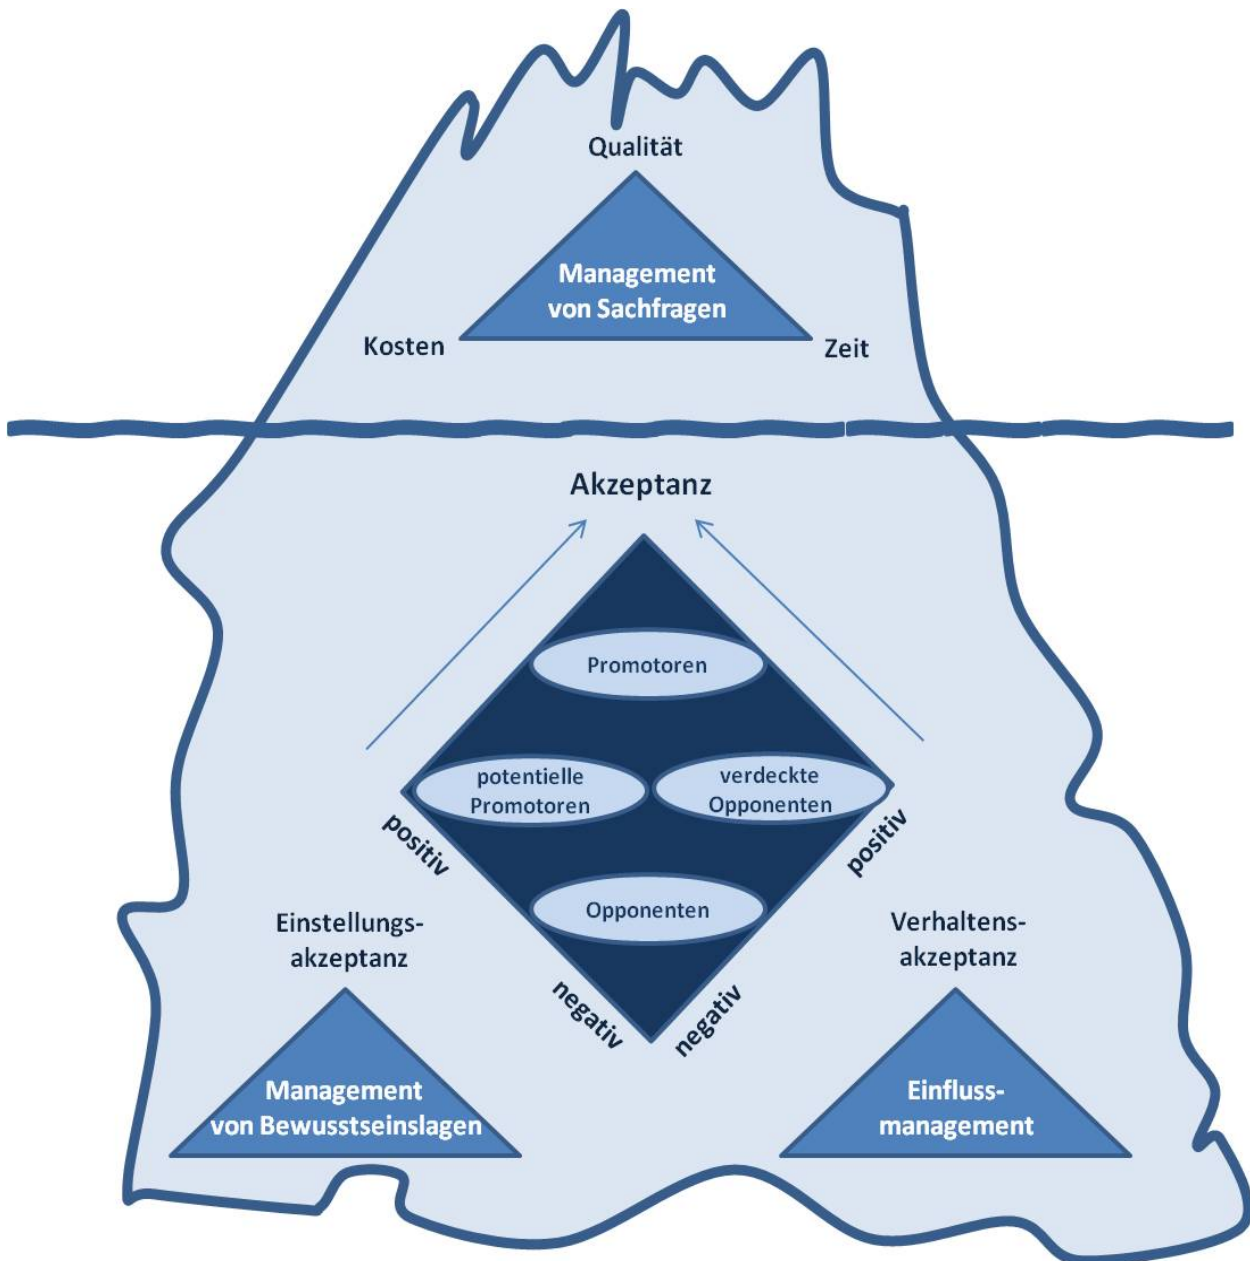 Qualität
Management
von Sachfragen
Kosten
Zeit
Akzeptanz
Promotoren
potentielle
Promotoren
verdeckte
Opponenten
positiv
positiv
Opponenten
Einstellungs-
akzeptanz
Verhaltens-
akzeptanz
negativ
negativ
Management
von Bewusstseinslagen
Einfluss-
management